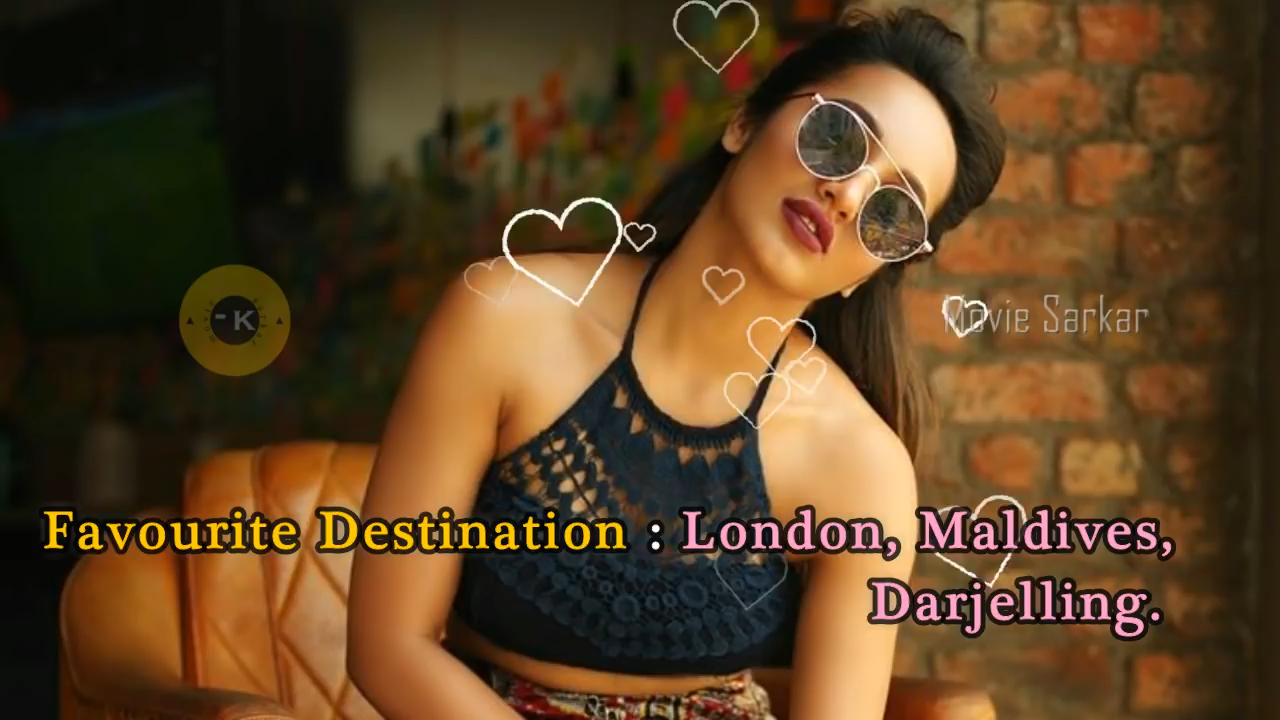 K
Movie Sarkar
Favourite Destination : London, Maldives,
Darjelling.